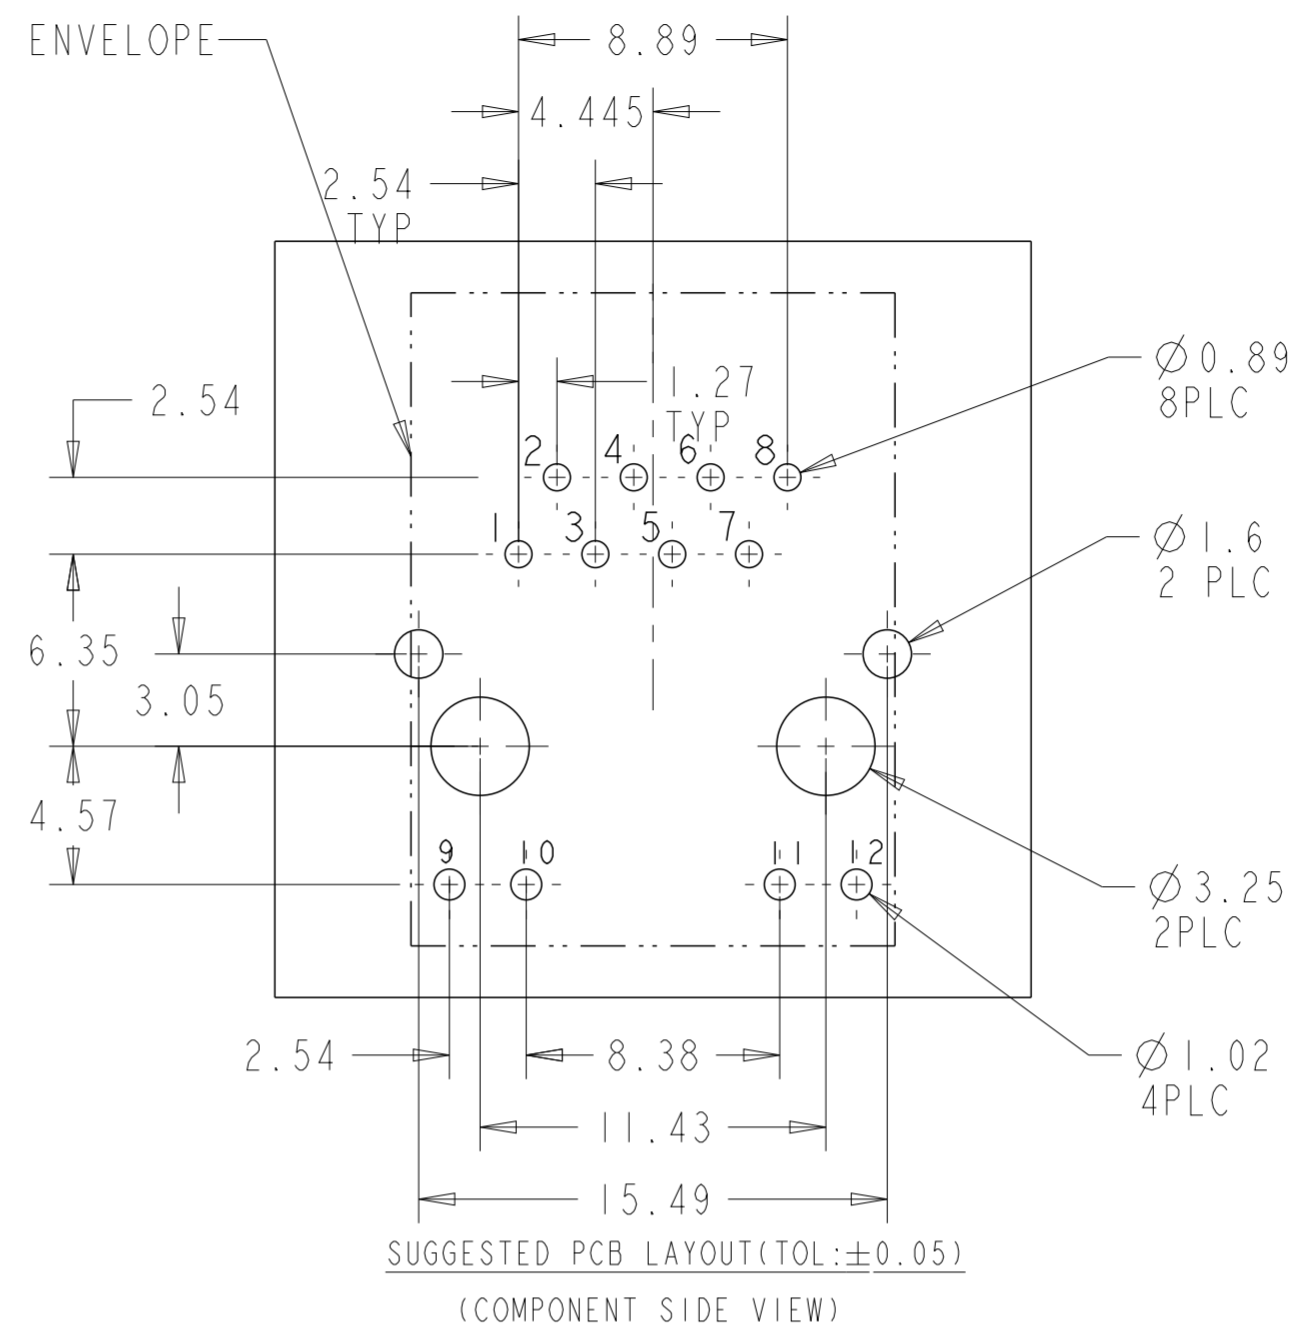 ENVELOPE
8.89
4.445
2.54
TYP
2.54
1.27
TYP
Ø0.89
8PLC
2
4
6
8
1
3
5
7
Ø1.6
2 PLC
6.35
3.05
4.57
9
10
11
12
Ø3.25
2PLC
2.54
8.38
Ø1.02
4PLC
11.43
15.49
SUGGESTED PCB LAYOUT(TOL:±0.05)
(COMPONENT SIDE VIEW)